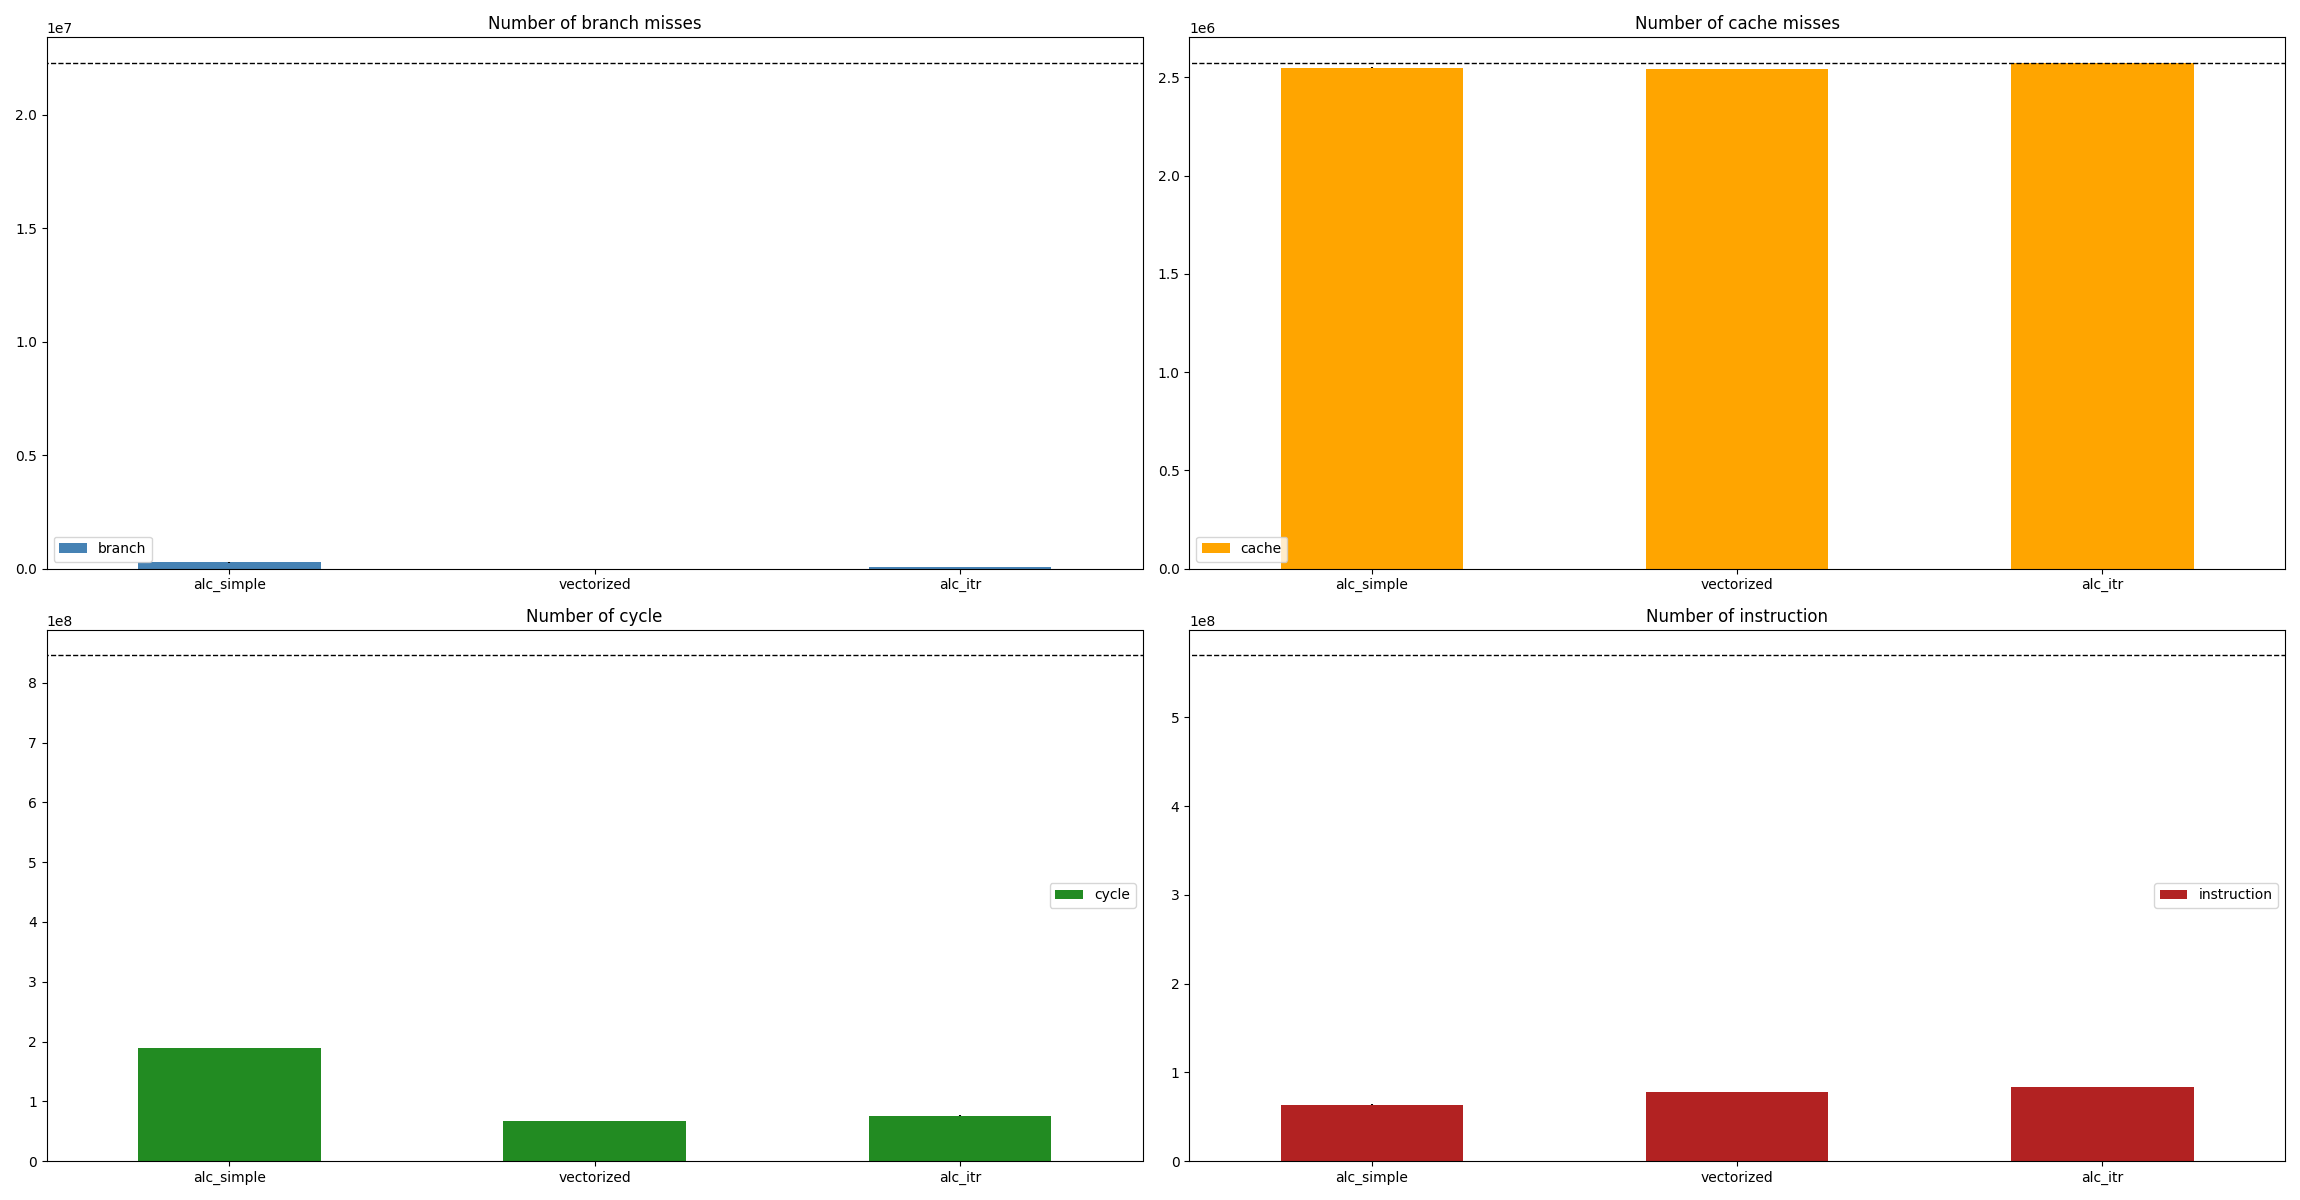 Number of branch misses
1e7
2.0
1.5
1.0
0.5
0.0
branch
alc_simple vectorized alc_itr
Number of cache misses
1e6
2.5
2.0
1.5
1.0
0.5
0.0
cache
alc_simple vectorized alc_itr
Number of cycle
1e8
8
7
6
5
4
3
2
1
0
cycle
alc_simple vectorized alc_itr
Number of instruction
1e8
5
4
3
2
1
0
instruction
alc_simple vectorized alc_itr